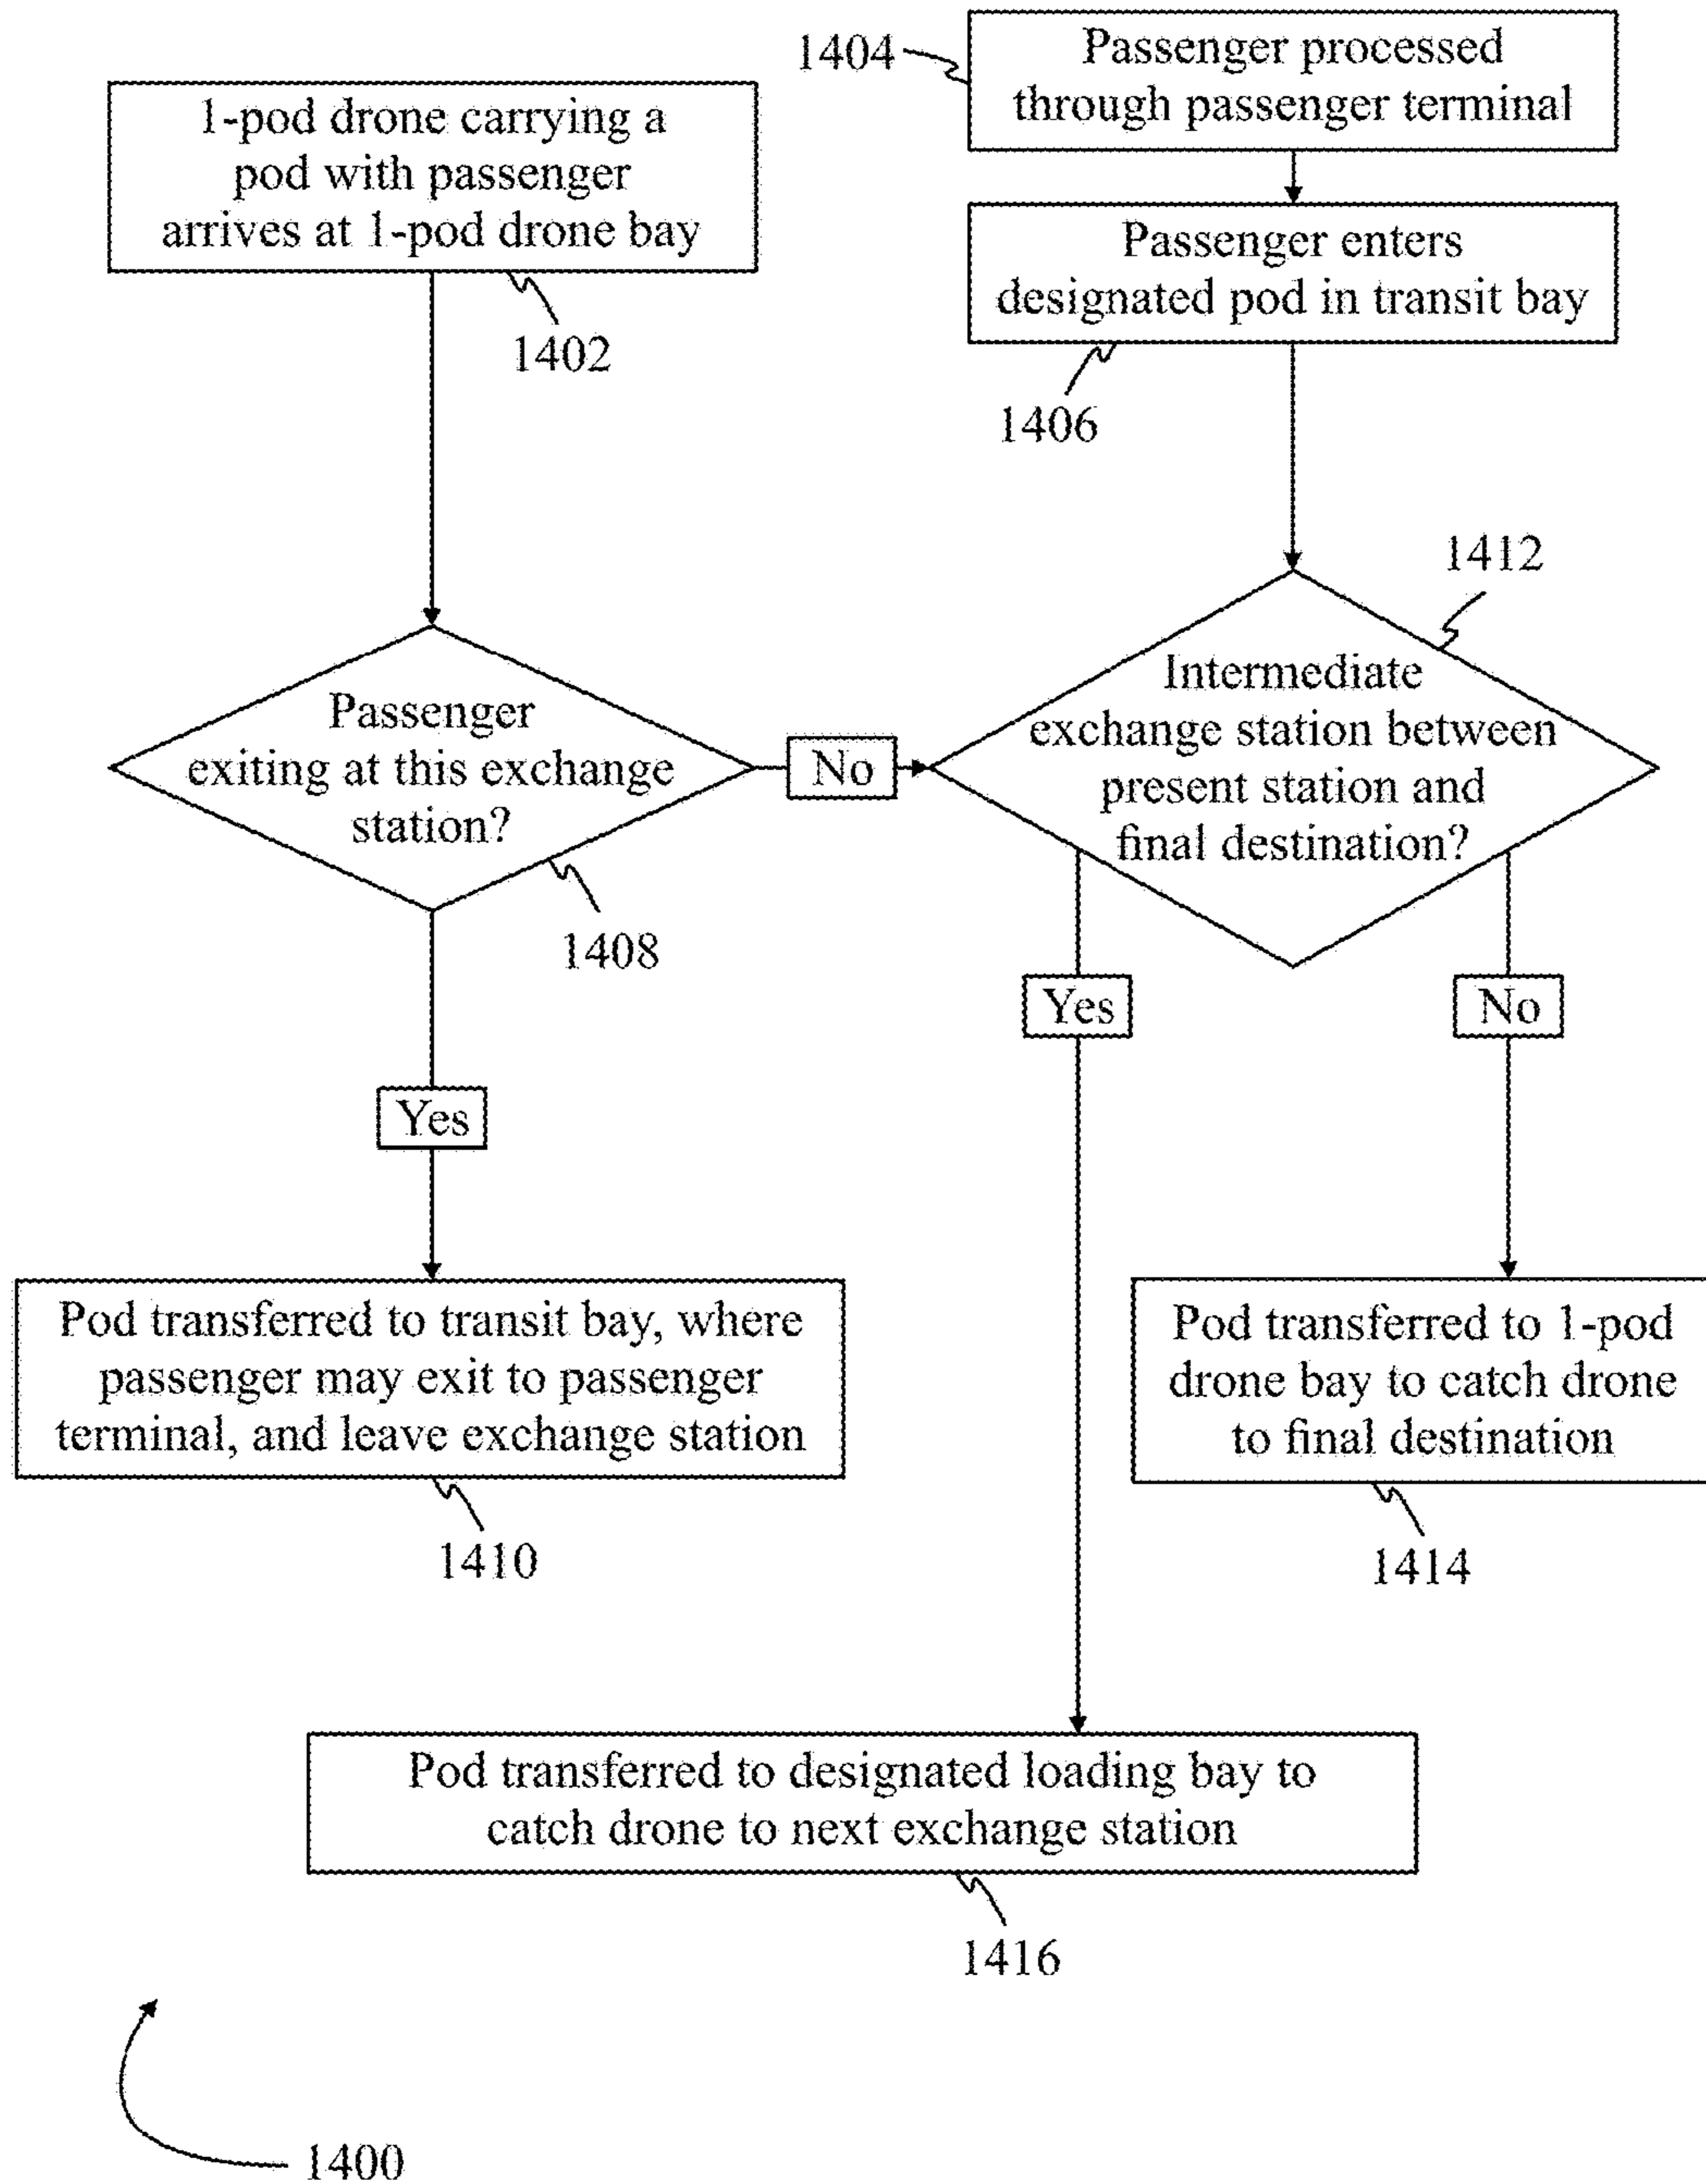 1404
Passenger processed
through passenger terminal
1-pod drone carrying a
pod with passenger
arrives at 1-pod drone bay
1402
Passenger enters
designated pod in transit bay
1406
1412
Passenger
exiting at this exchange
station?
1408
No
Intermediate
exchange station between
present station and
final destination?
Yes
No
Yes
Pod transferred to transit bay, where
passenger may exit to passenger
terminal, and leave exchange station
1410
Pod transferred to 1-pod
drone bay to catch drone
to final destination
1414
Pod transferred to designated loading bay to
catch drone to next exchange station
1416
1400